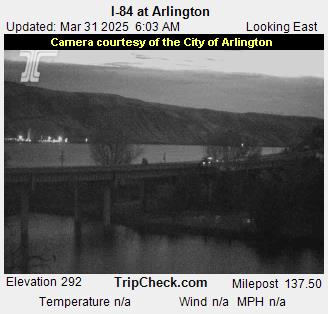 I-84 at Arlington
Updated: Mar 31 2025 6:03 AM Looking East
Camera courtesy of the City of Arlington
Elevation 292 TripCheck.com Milepost 137.50
Temperature n/a Wind n/a MPH n/a